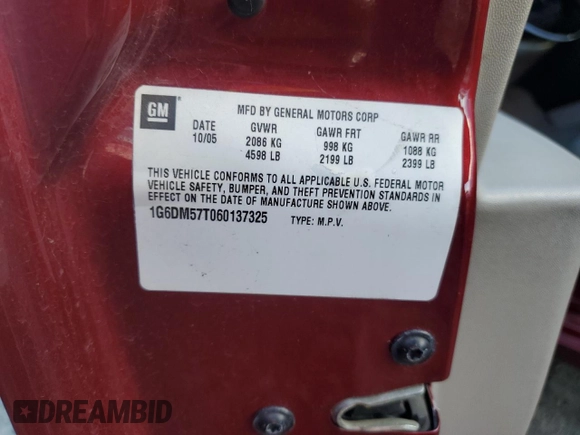 GM
MFD BY GENERAL MOTORS CORP
DATE GVWR GAWR FRT GAWR RR
10/05 2086 KG 998 KG 1088 KG
4598 LB 2199 LB 2399 LB
THIS VEHICLE CONFORMS TO ALL APPLICABLE U.S. FEDERAL MOTOR
VEHICLE SAFETY, BUMPER, AND THEFT PREVENTION STANDARDS IN
EFFECT ON THE DATE OF MANUFACTURE SHOWN ABOVE.
1G6DM57T060137325 TYPE: M.P.V.
DREAMBID